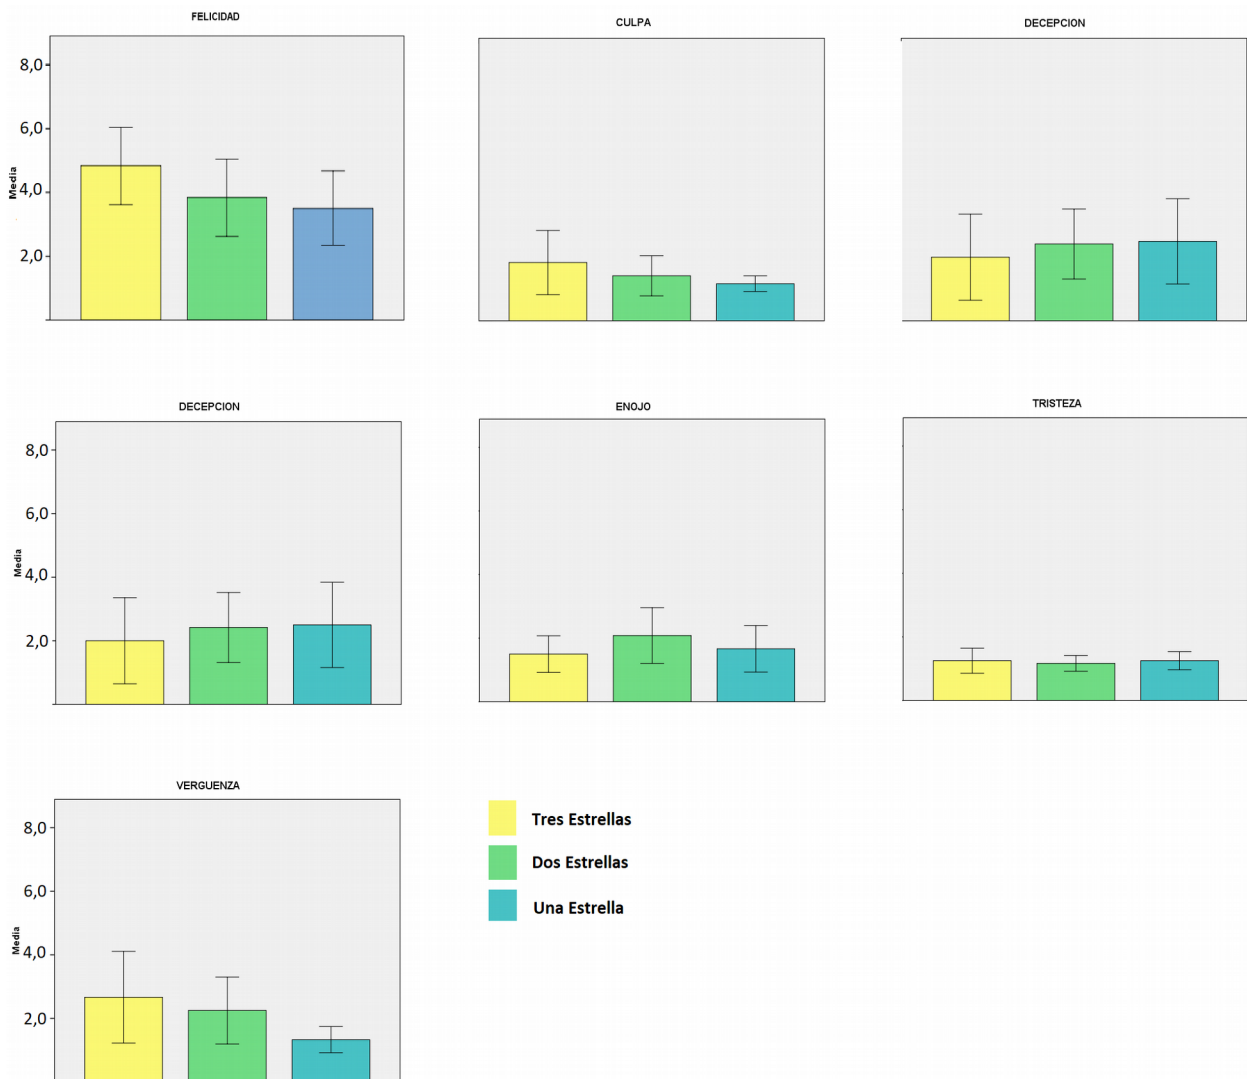 FELICIDAD
CULPA
DECEPCION
8,0
6,0
4,0
2,0
Media
DECEPCION
ENOJO
TRISTEZA
8,0
6,0
4,0
2,0
Media
VERGUENZA
8,0
6,0
4,0
2,0
Media
Tres Estrellas
Dos Estrellas
Una Estrella